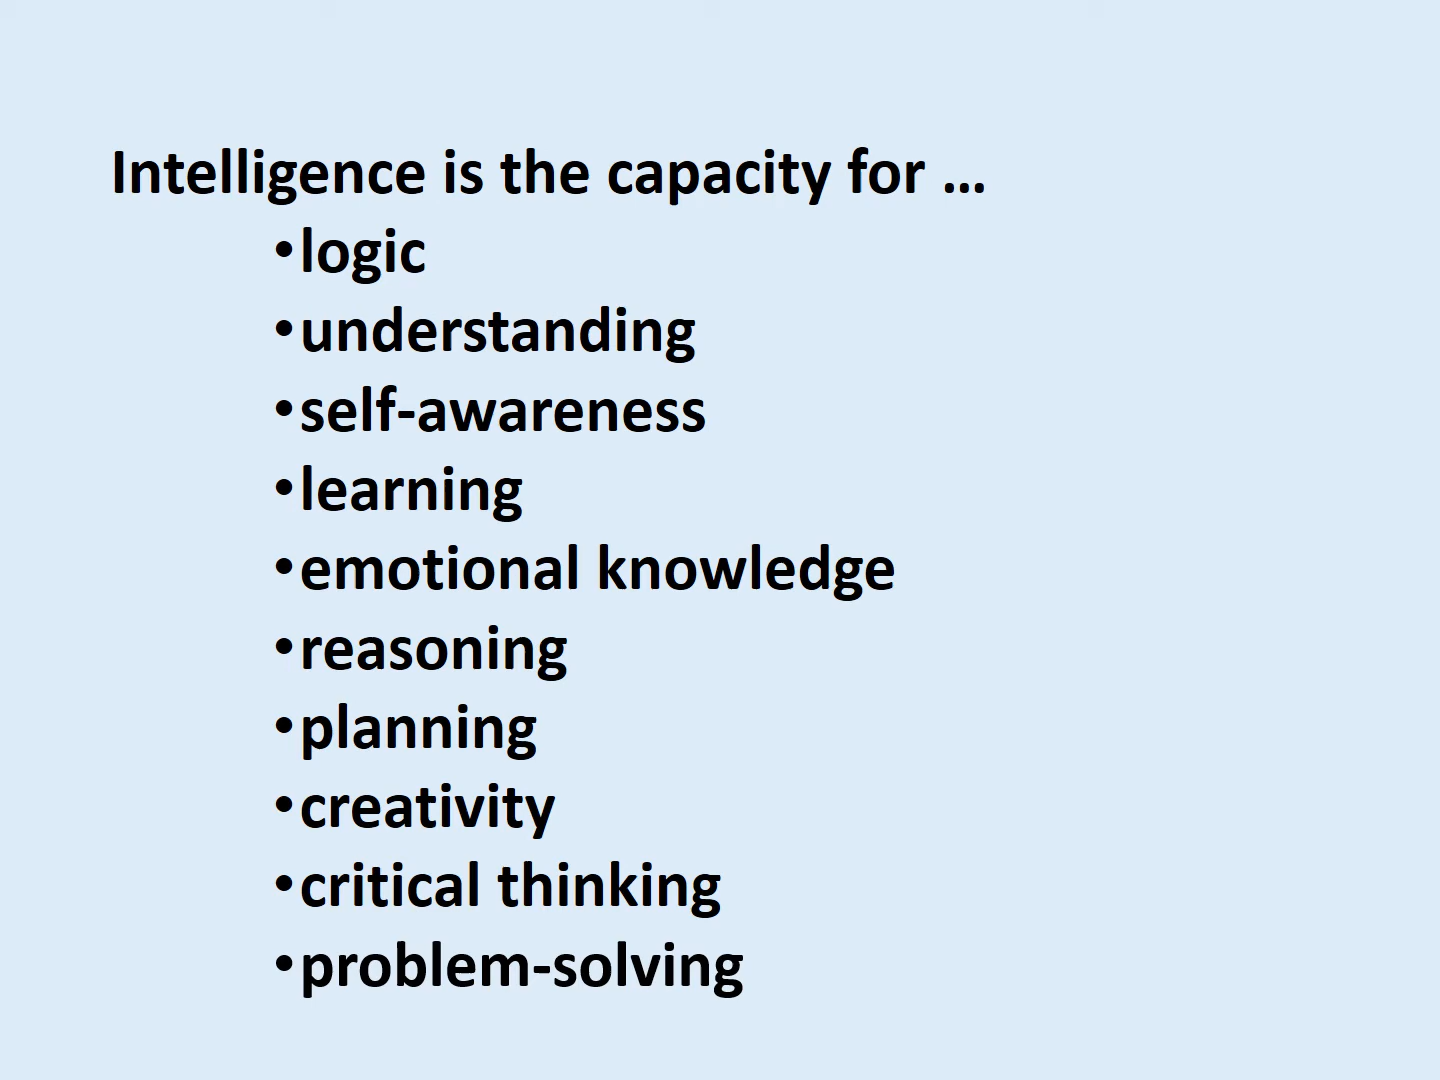 Intelligence is the capacity for …
•logic
•understanding
•self-awareness
•learning
•emotional knowledge
•reasoning
•planning
•creativity
•critical thinking
•problem-solving